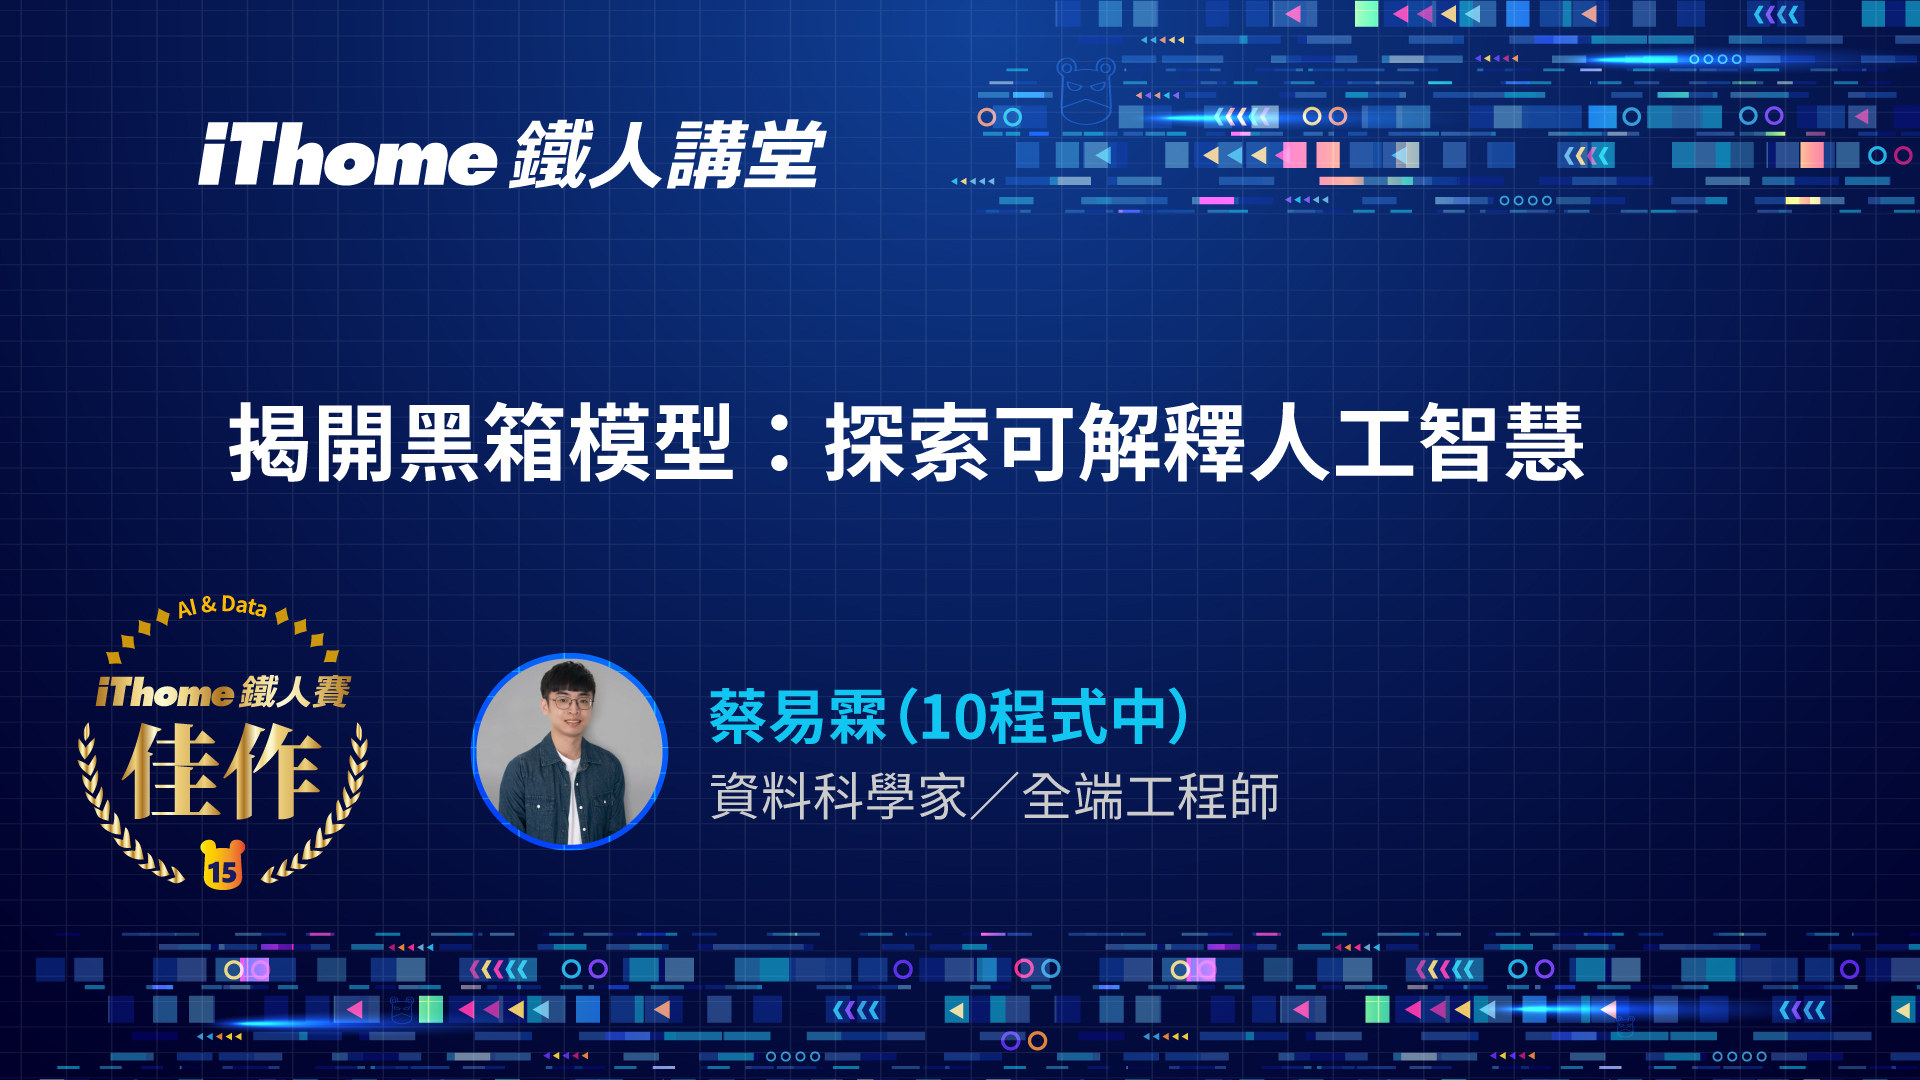 iThome 鐵人講堂
揭開黑箱模型：探索可解釋人工智慧
AI & Data
iThome 鐵人賽
佳作
15
蔡易霖（10程式中）
資料科學家／全端工程師